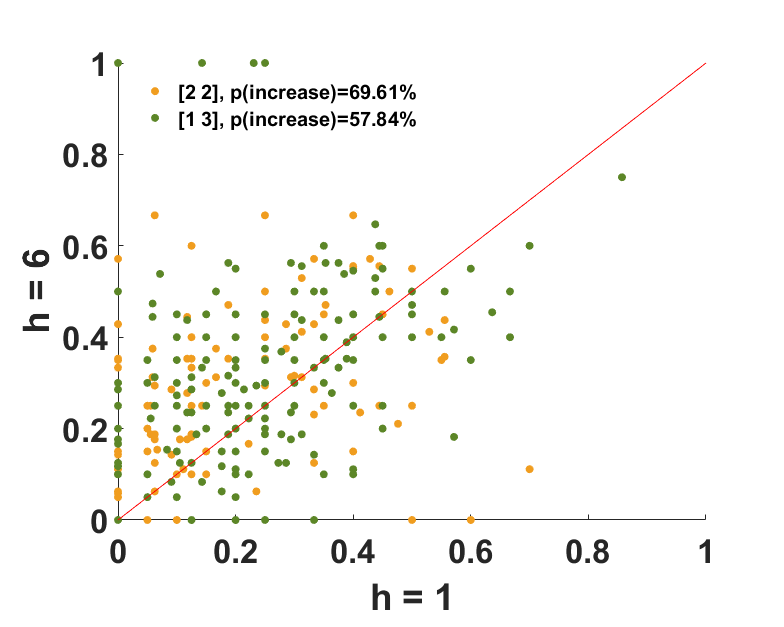 1
[2 2], p(increase)=69.61%
[1 3], p(increase)=57.84%
0.8
0.6
h = 6
0.4
0.2
0
0 0.2 0.4 0.6 0.8 1
h = 1